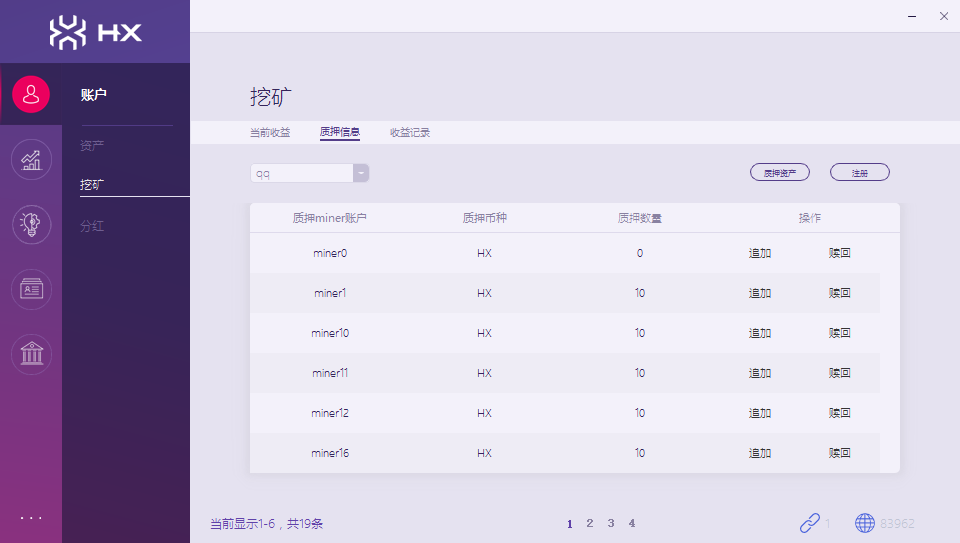 HX
账户
资产
挖矿
分红
挖矿
当前收益 质押信息 收益记录
qq
质押资产 注册
质押miner账户 质押币种 质押数量 操作
miner0 HX 0 追加 赎回
miner1 HX 10 追加 赎回
miner10 HX 10 追加 赎回
miner11 HX 10 追加 赎回
miner12 HX 10 追加 赎回
miner16 HX 10 追加 赎回
当前显示1-6，共19条 1 2 3 4 1 83962